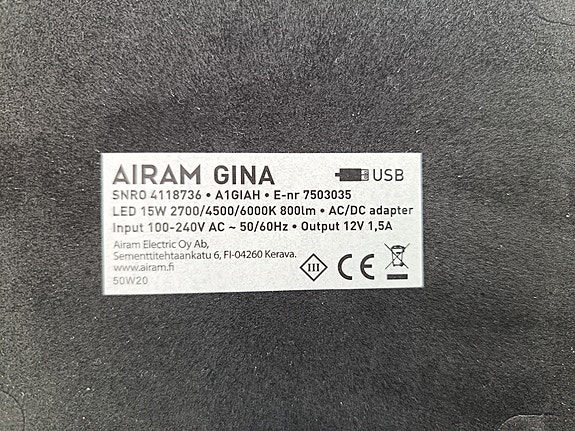 AIRAM GINA
USB
SNRO 4118736 • A1GIAH • E-nr 7503035
LED 15W 2700/4500/6000K 800lm • AC/DC adapter
Input 100-240V AC ~ 50/60Hz • Output 12V 1,5A
Airam Electric Oy Ab,
Sementtitehtaankatu 6, FI-04260 Kerava.
www.airam.fi
III CE
50W20